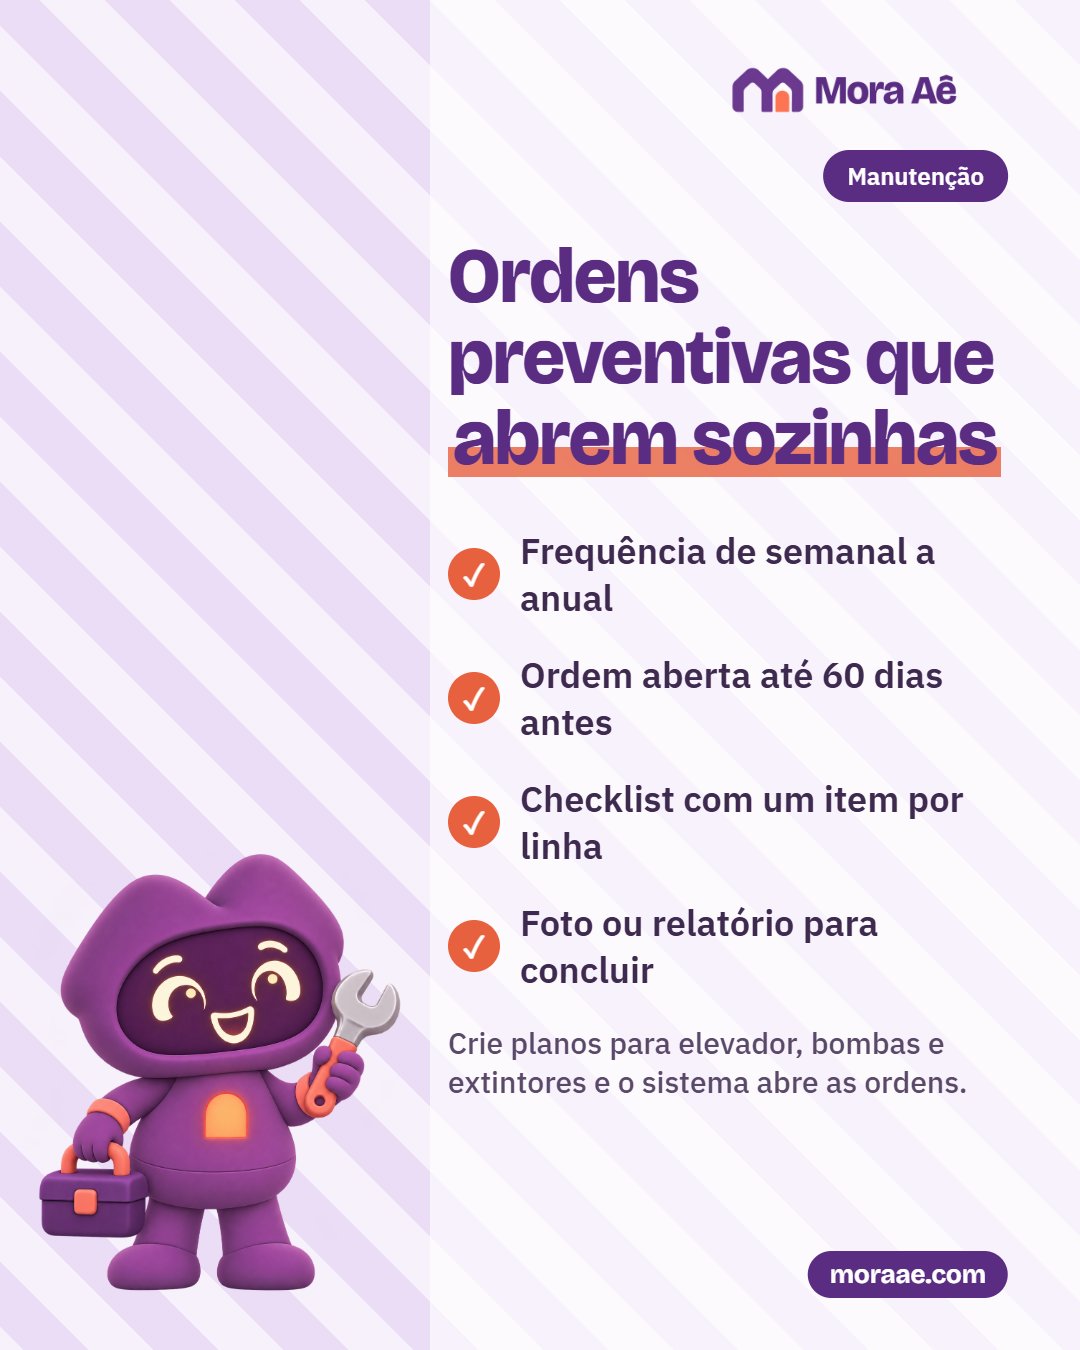 Mora Aê
Manutenção
Ordens
preventivas que
abrem sozinhas
Frequência de semanal a
anual
Ordem aberta até 60 dias
antes
Checklist com um item por
linha
Foto ou relatório para
concluir
Crie planos para elevador, bombas e
extintores e o sistema abre as ordens.
moraae.com